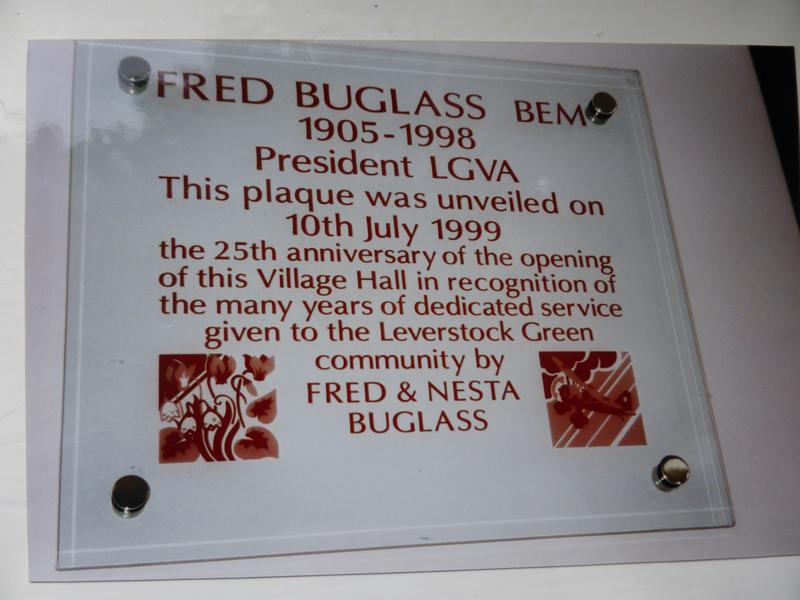 FRED BUGLASS BEM
1905-1998
President LGVA
This plaque was unveiled on
10th July 1999
the 25th anniversary of the opening
of this Village Hall in recognition of
the many years of dedicated service
given to the Leverstock Green
community by
FRED & NESTA
BUGLASS